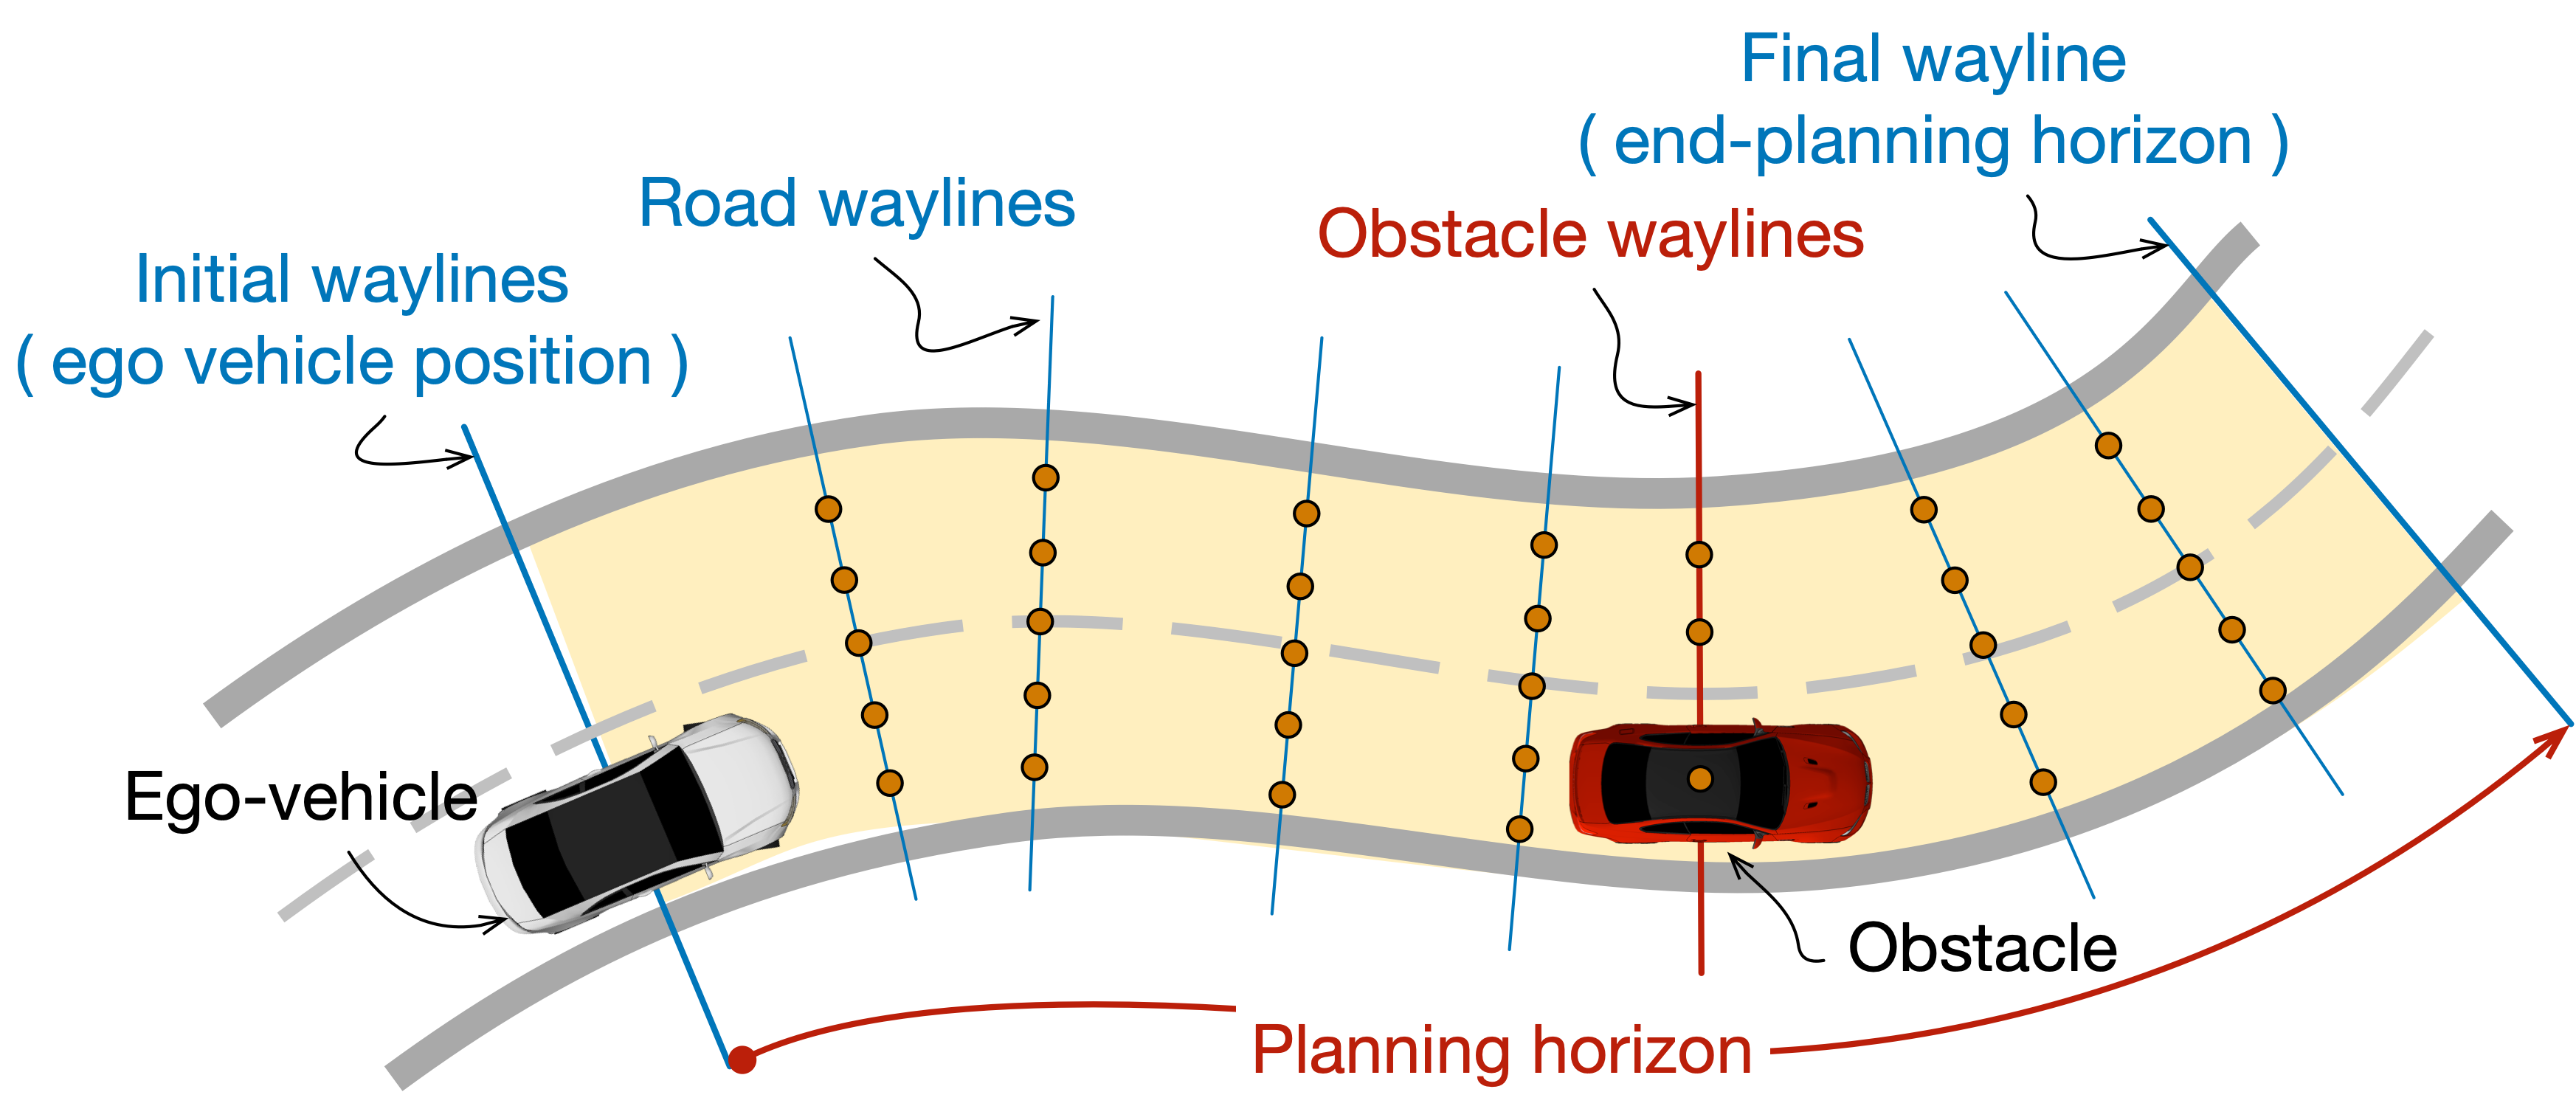 Final wayline
( end-planning horizon )
Road waylines
Obstacle waylines
Initial waylines
( ego vehicle position )
Ego-vehicle
Obstacle
Planning horizon